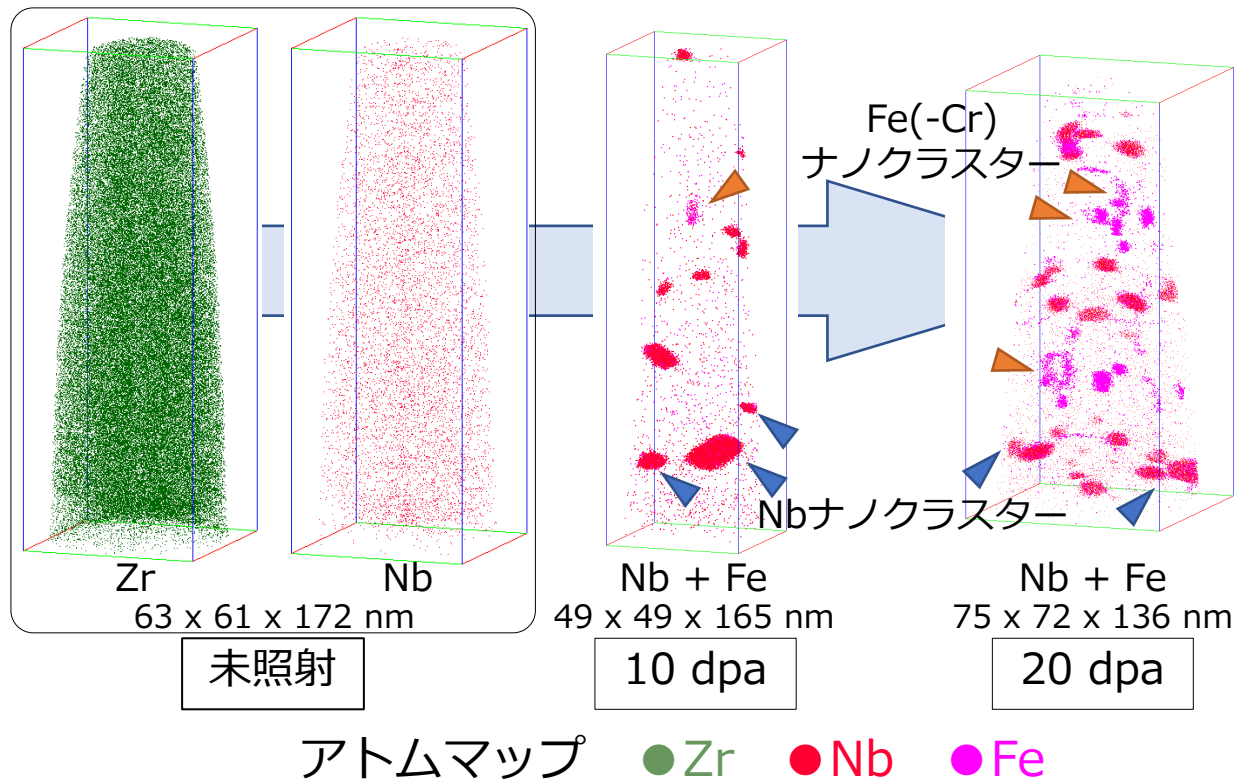 Fe(-Cr)
ナノクラスター
Nbナノクラスター
Zr
Nb
63 x 61 x 172 nm
未照射
Nb + Fe
49 x 49 x 165 nm
10 dpa
Nb + Fe
75 x 72 x 136 nm
20 dpa
アトムマップ ●Zr ●Nb ●Fe